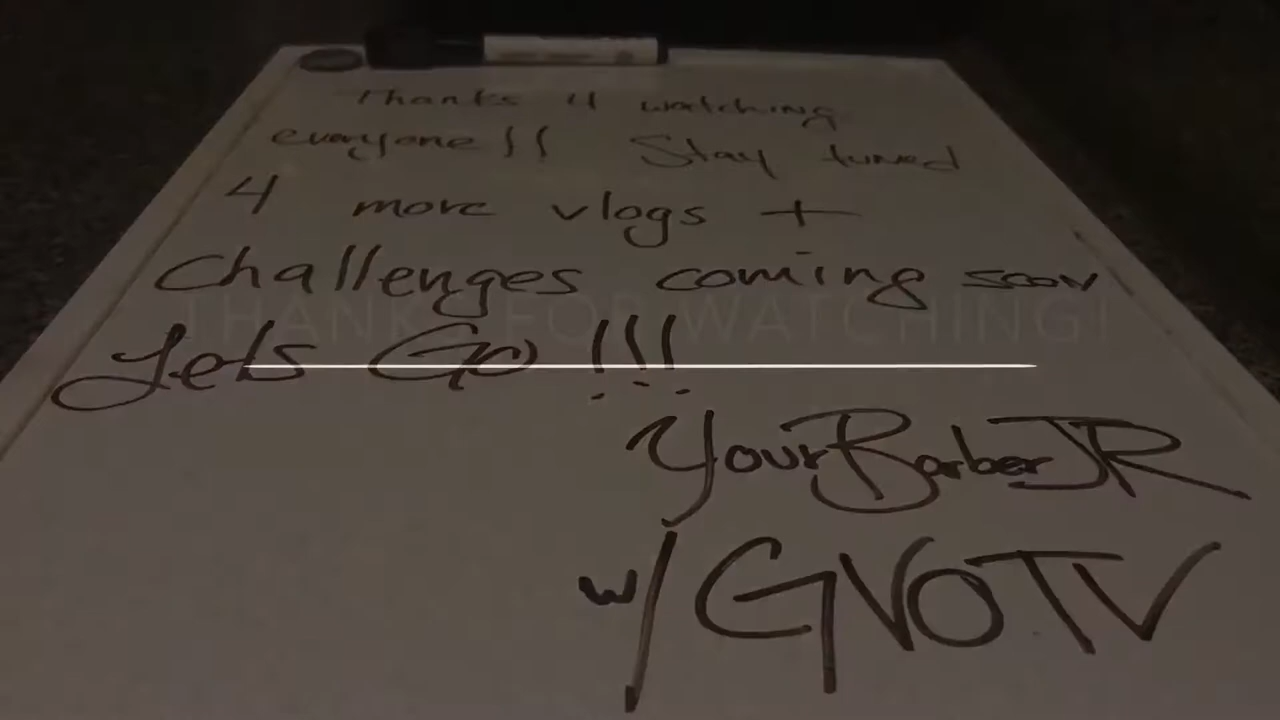 Thanks 4 watching
everyone!! Stay tuned
4 more vlogs +
Challenges coming soon
THANKS FOR WATCHING!
Lets Go !!!
YourBarberJR
w/ GVOTV